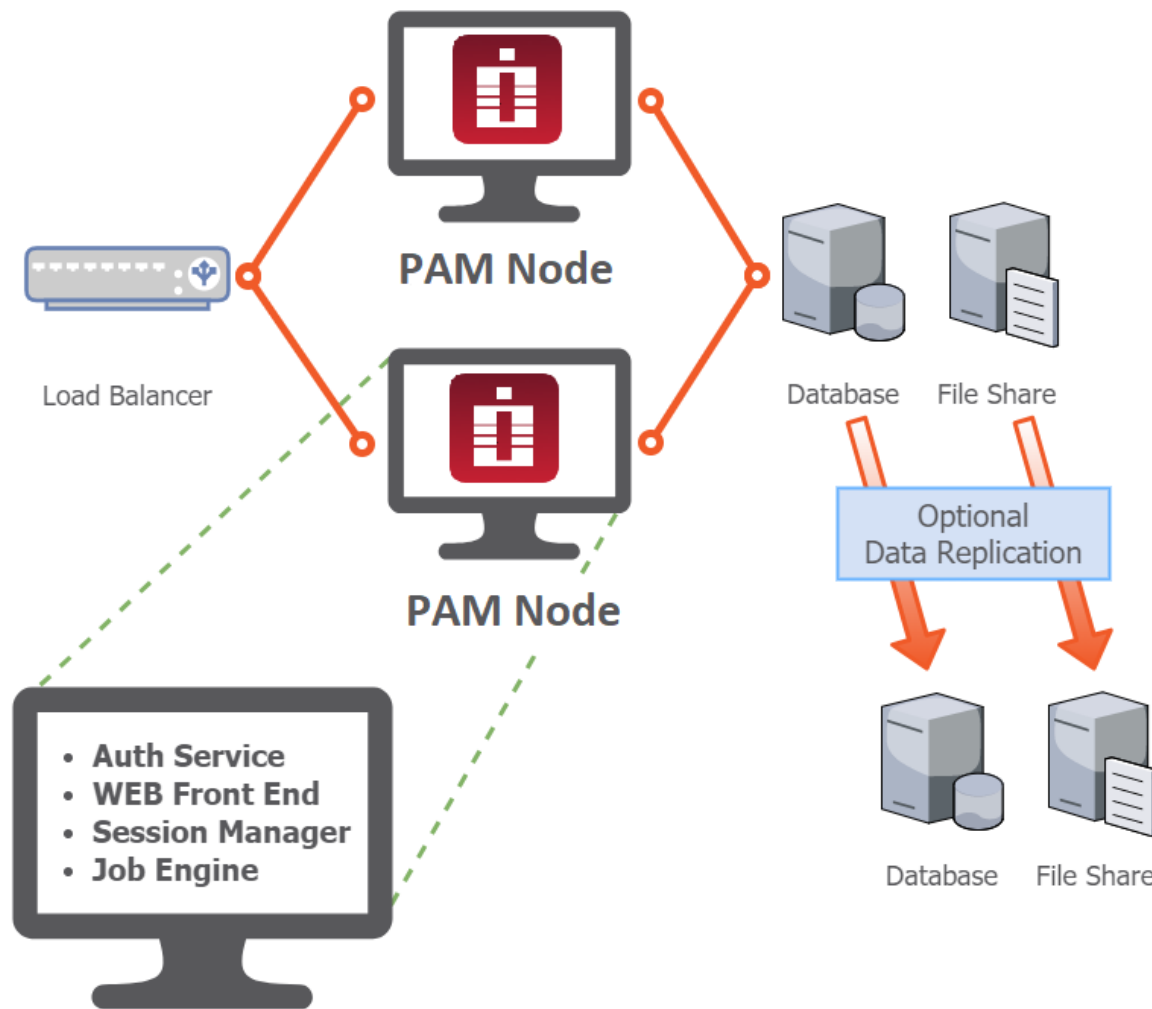 PAM Node
Load Balancer
Database
File Share
Optional
Data Replication
PAM Node
• Auth Service
• WEB Front End
• Session Manager
• Job Engine
Database
File Share